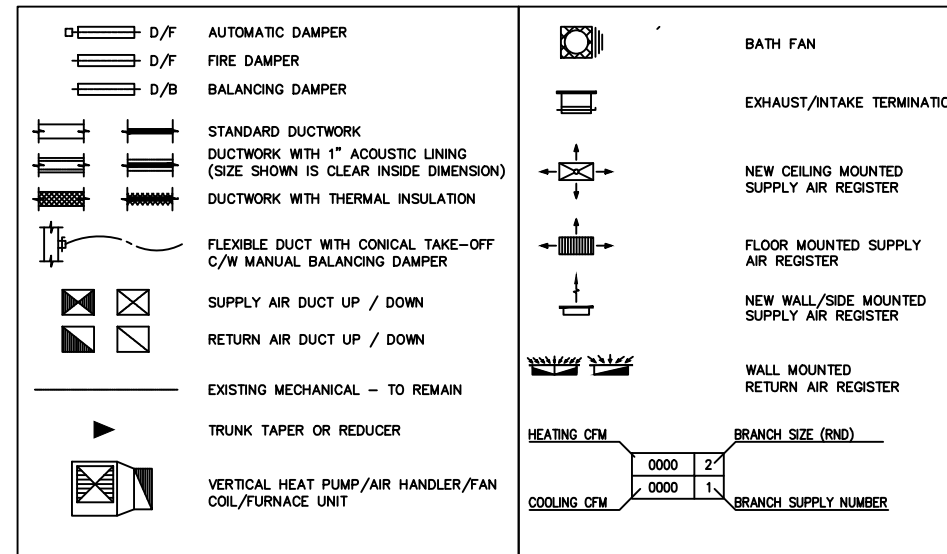 D/F AUTOMATIC DAMPER
D/F FIRE DAMPER
D/B BALANCING DAMPER
STANDARD DUCTWORK
DUCTWORK WITH 1" ACOUSTIC LINING
(SIZE SHOWN IS CLEAR INSIDE DIMENSION)
DUCTWORK WITH THERMAL INSULATION
FLEXIBLE DUCT WITH CONICAL TAKE-OFF
C/W MANUAL BALANCING DAMPER
SUPPLY AIR DUCT UP / DOWN
RETURN AIR DUCT UP / DOWN
EXISTING MECHANICAL – TO REMAIN
TRUNK TAPER OR REDUCER
VERTICAL HEAT PUMP/AIR HANDLER/FAN
COIL/FURNACE UNIT
BATH FAN
EXHAUST/INTAKE TERMINATIO
NEW CEILING MOUNTED
SUPPLY AIR REGISTER
FLOOR MOUNTED SUPPLY
AIR REGISTER
NEW WALL/SIDE MOUNTED
SUPPLY AIR REGISTER
WALL MOUNTED
RETURN AIR REGISTER
HEATING CFM BRANCH SIZE (RND)
0000 2
0000 1
COOLING CFM BRANCH SUPPLY NUMBER